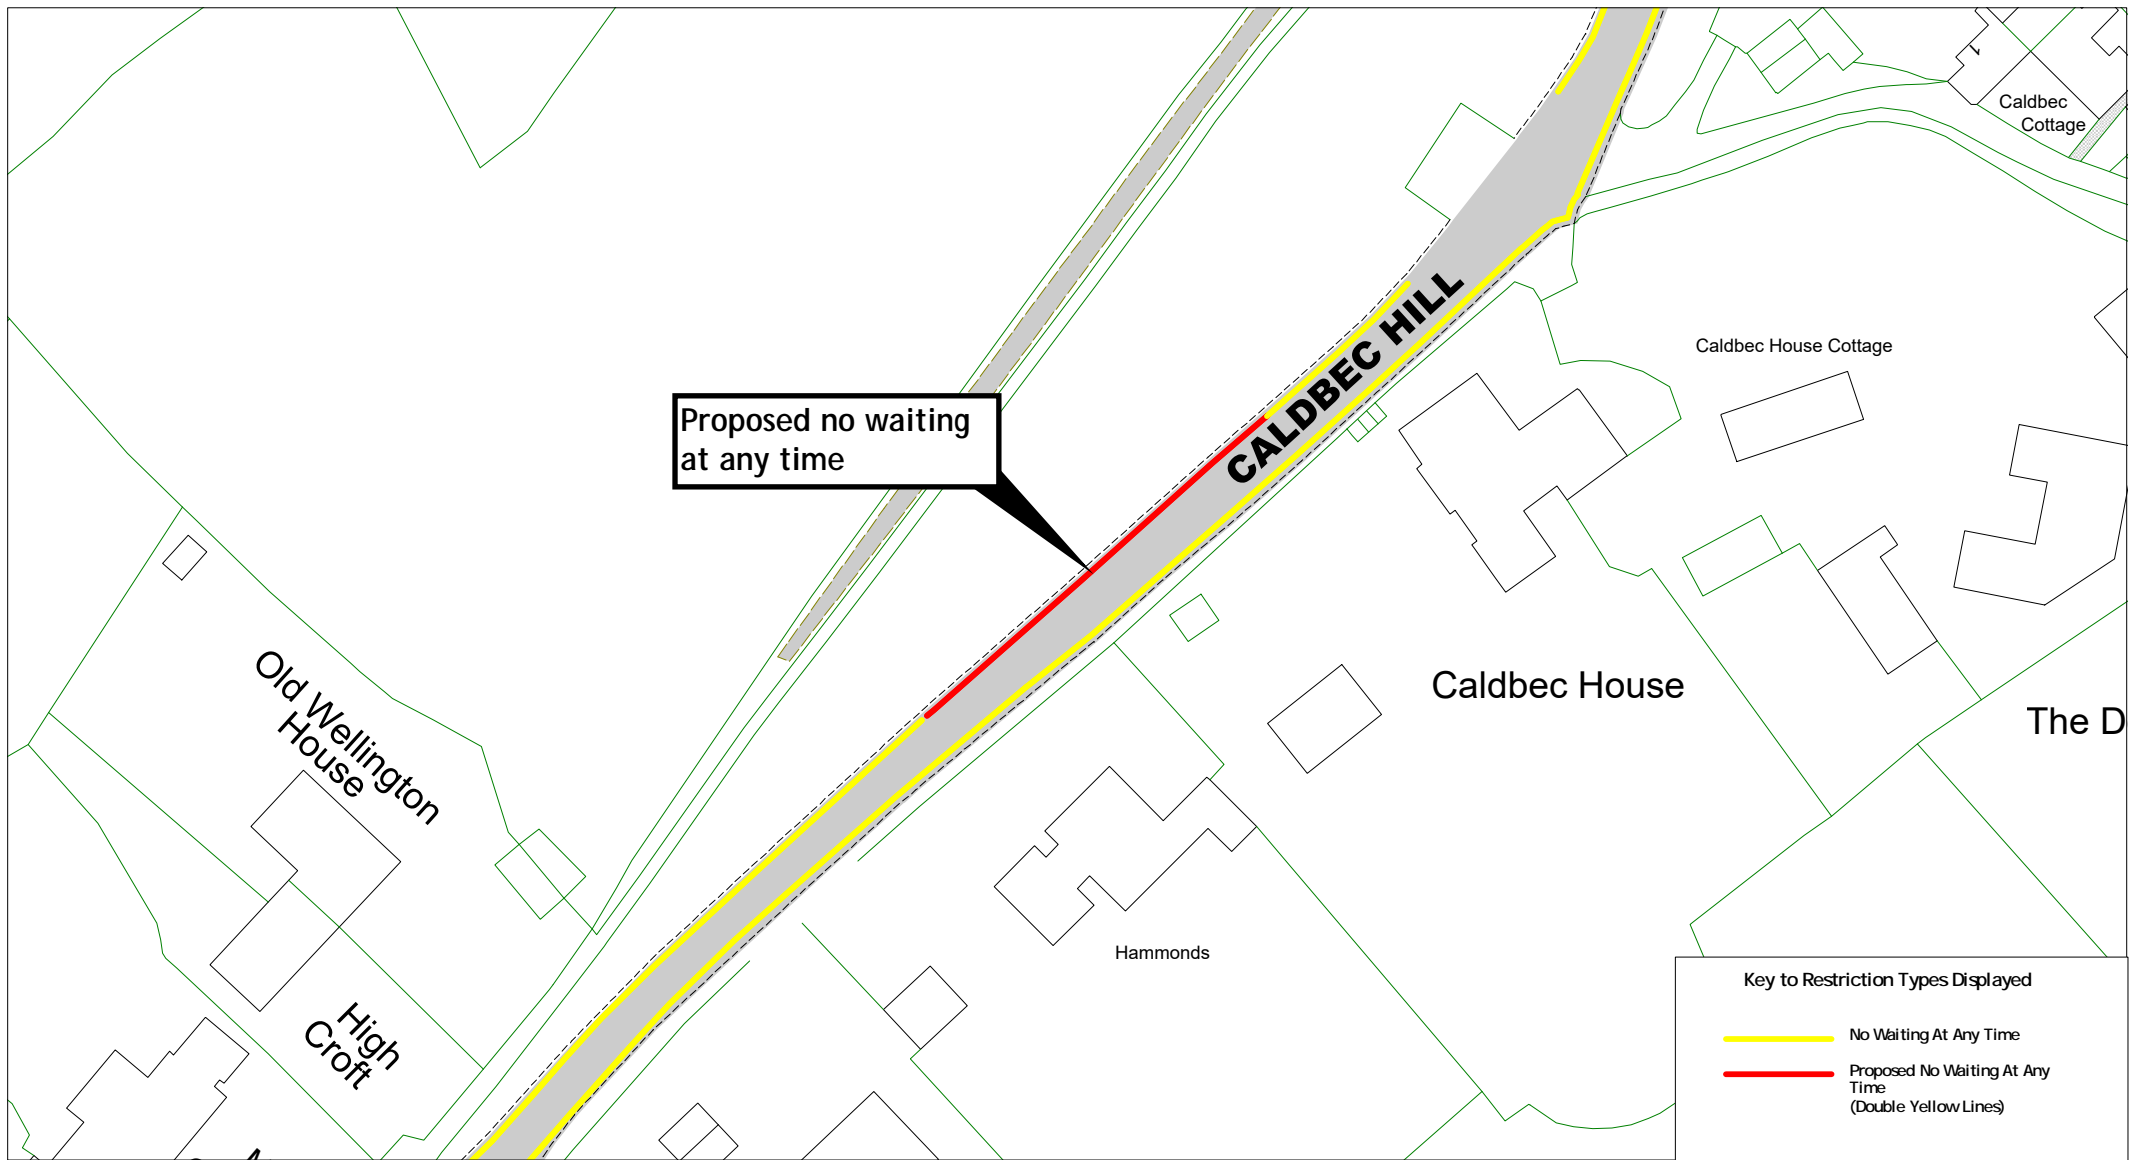 1
Caldbec
Cottage
CALDBEC HILL
Caldbec House Cottage
Proposed no waiting
at any time
Old Wellington
House
Caldbec House
The D
Hammonds
High
Croft
Key to Restriction Types Displayed
No Waiting At Any Time
Proposed No Waiting At Any
Time
(Double Yellow Lines)